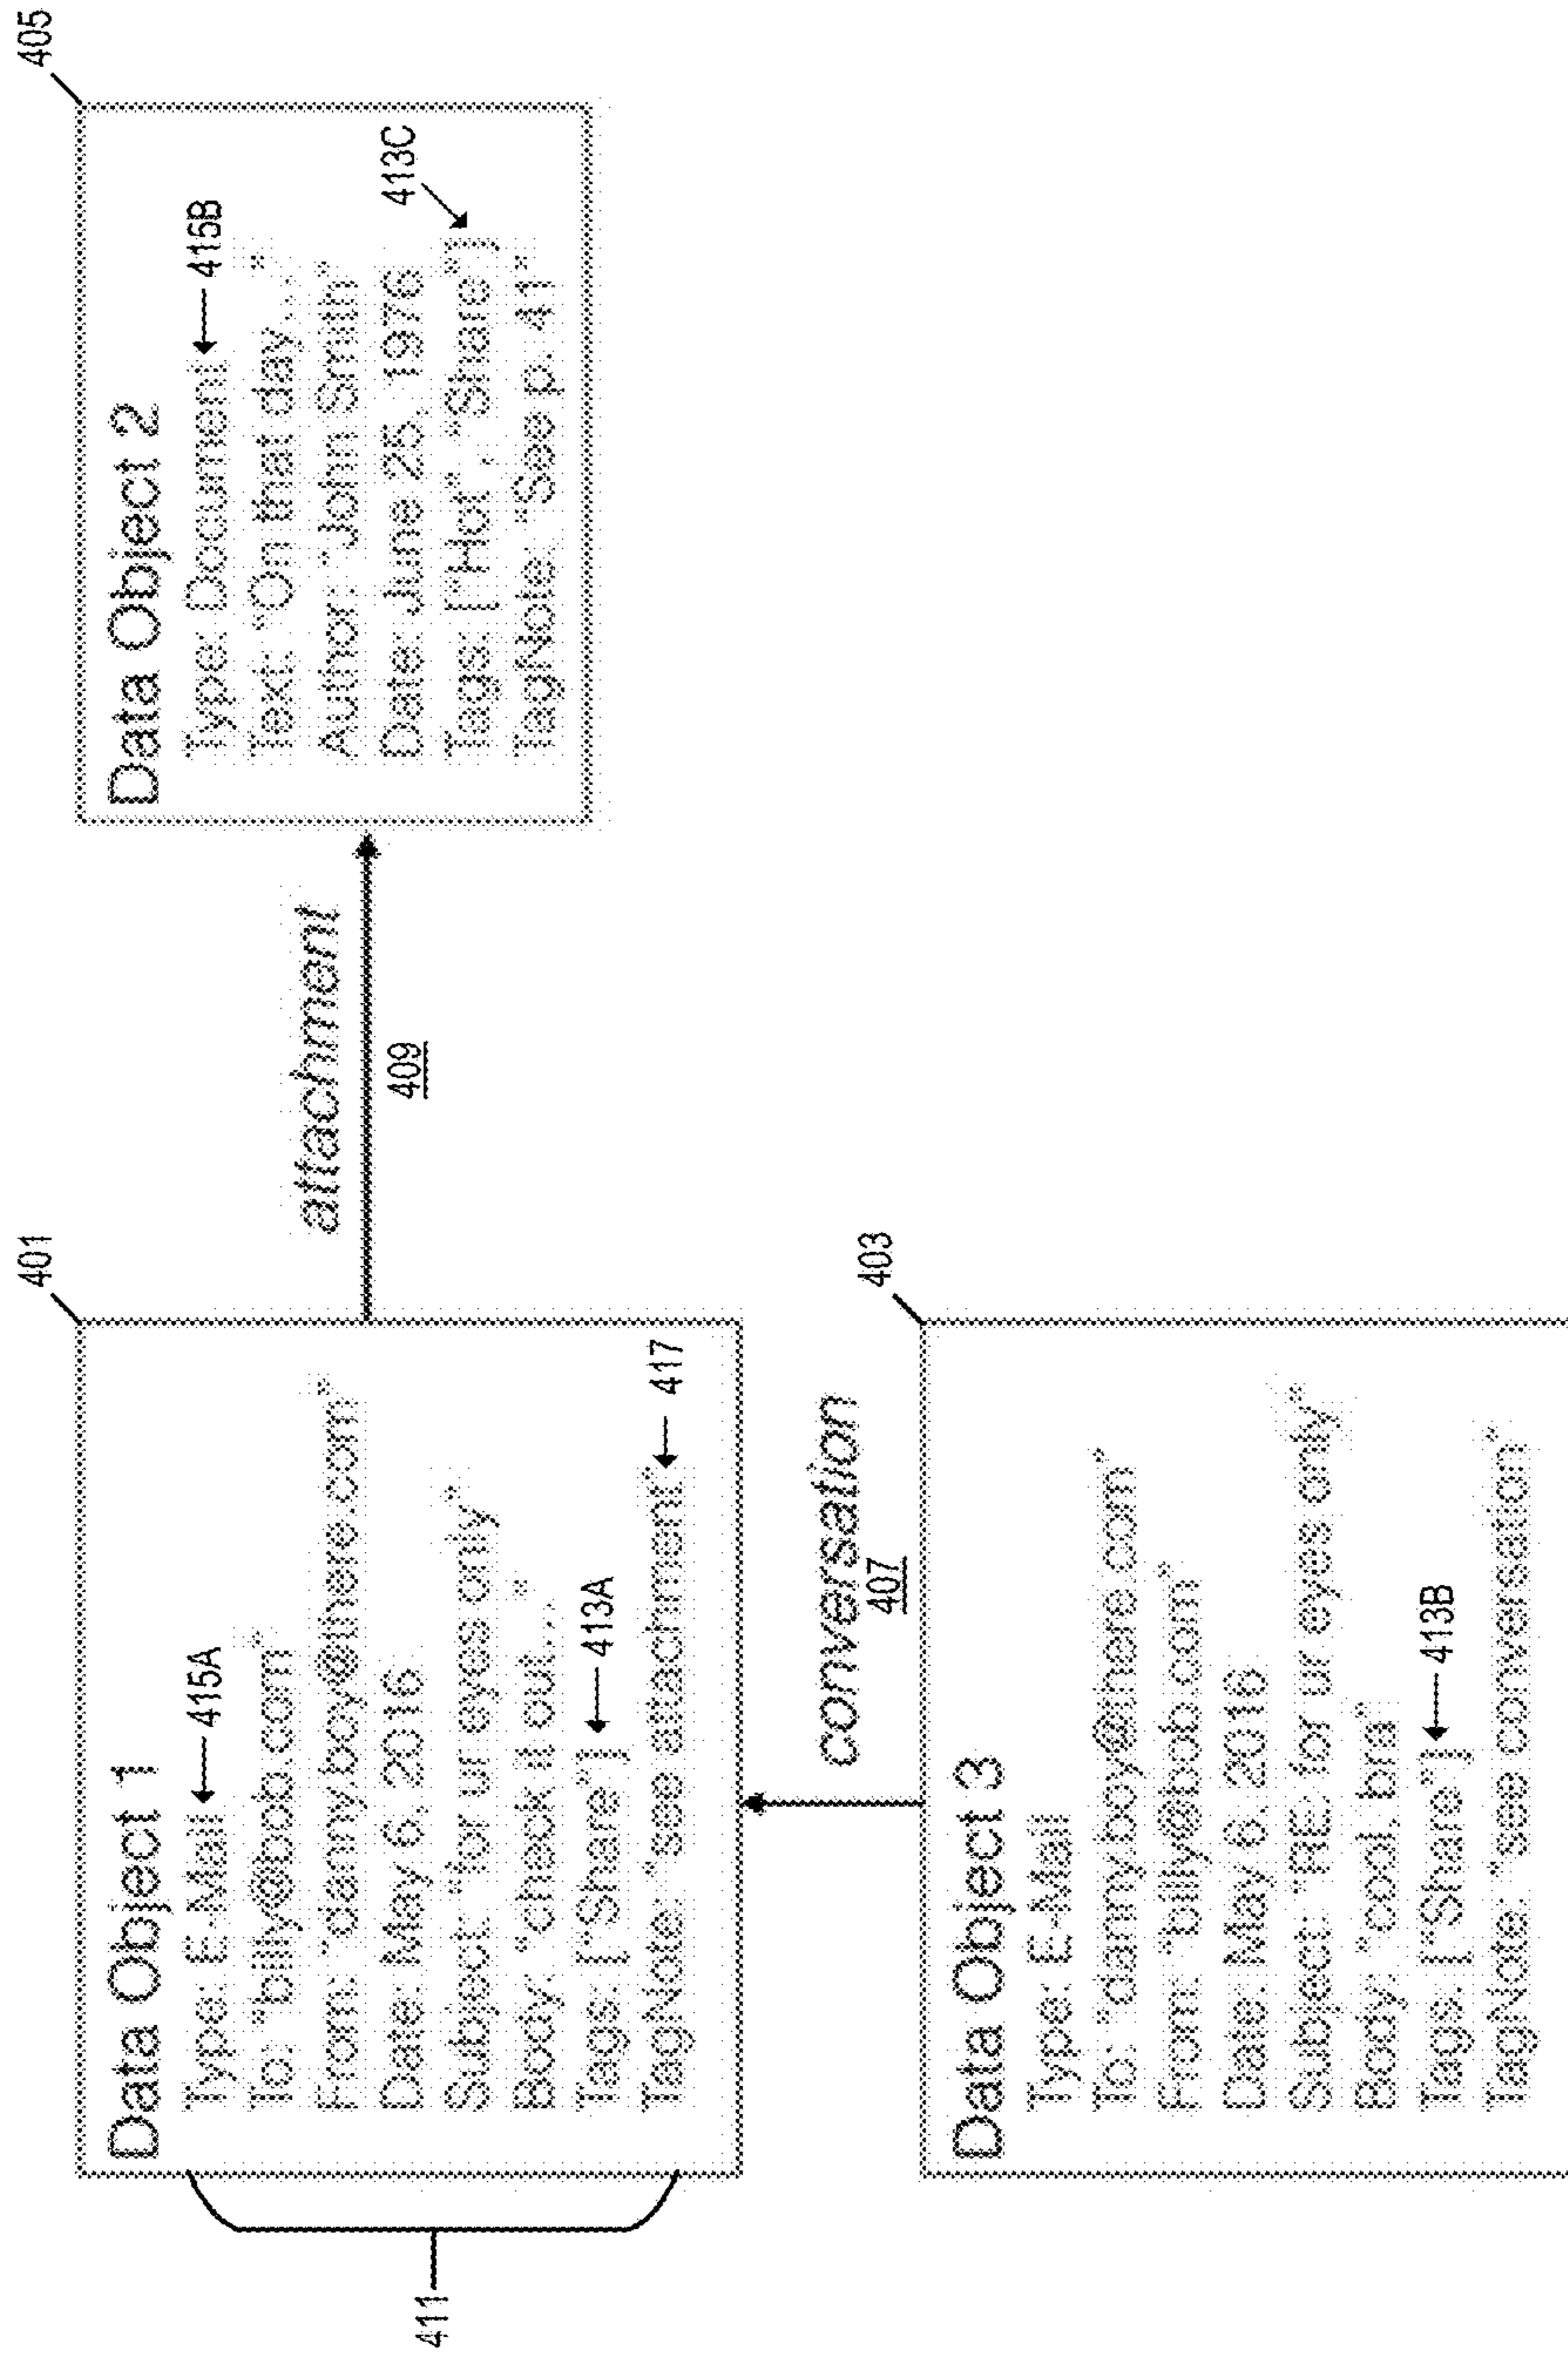 401
Data Object 1
Type: E-Mail
415A
To: "billy@bob.com"
From: "danny.boy@there.com"
Date: May 6, 2016
Subject: "for ur eyes only"
Body: "check it out..."
Tags: ["Share"]
413A
TagNote: "see attachment"
417
411
attachment
409
405
Data Object 2
Type: Document
415B
Text: "On that day..."
Author: "John Smith"
Date: June 25, 1976
413C
Tags: ["Hot", "Share"]
TagNote: "See p. 41"
conversation
407
403
Data Object 3
Type: E-Mail
To: "danny.boy@there.com"
From: "billy@bob.com"
Date: May 6, 2016
Subject: "RE: for ur eyes only"
Body: "cool, bra"
Tags: ["Share"]
413B
TagNote: "see conversation"